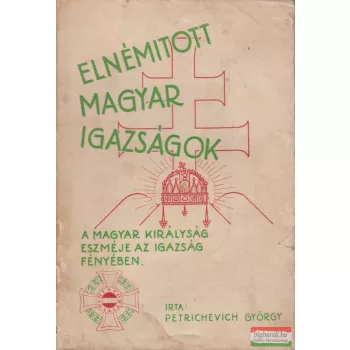 ELNÉMITOTT
MAGYAR
IGAZSÁGOK
A MAGYAR KIRÁLYSÁG
ESZMÉJE AZ IGAZSÁG
FÉNYÉBEN.
IRTA:
PETRICHEVICH GYÖRGY